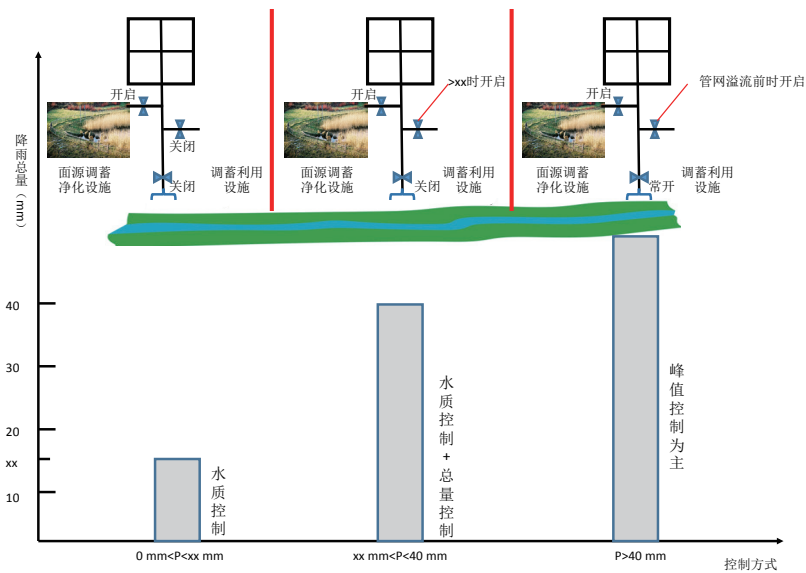 开启
关闭
关闭
面源调蓄
净化设施
调蓄利用
设施
>xx时开启
关闭
面源调蓄
净化设施
调蓄利用
设施
开启
管网溢流前时开启
常开
面源调蓄
净化设施
调蓄利用
设施
开启
降雨总量（mm）
40
30
20
xx
10
水质控制
水质控制+总量控制
峰值控制为主
0 mm<P<xx mm
xx mm<P<40 mm
P>40 mm
控制方式